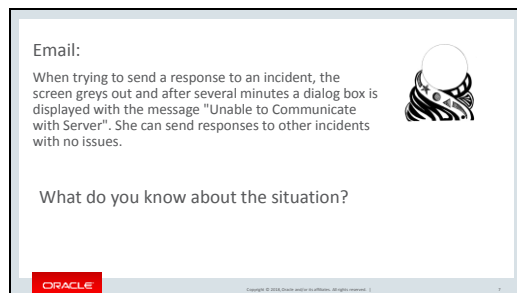 Email:
When trying to send a response to an incident, the
screen greys out and after several minutes a dialog box is
displayed with the message "Unable to Communicate
with Server". She can send responses to other incidents
with no issues.
What do you know about the situation?
ORACLE
Copyright © 2018, Oracle and/or its affiliates. All rights reserved. |